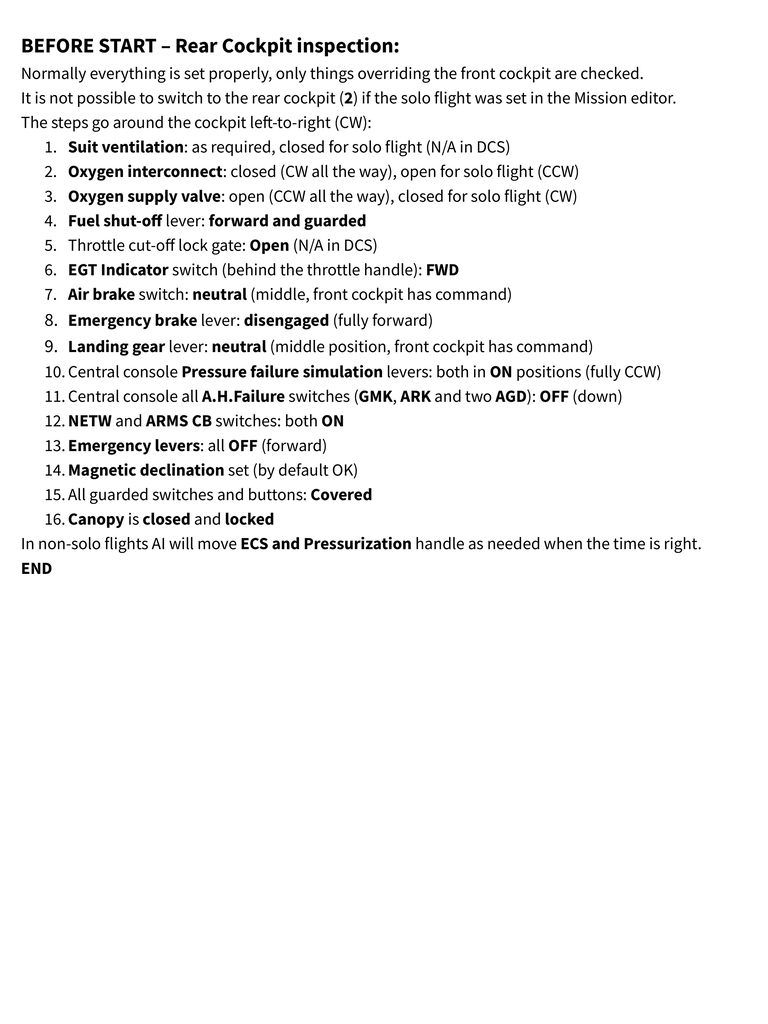 BEFORE START – Rear Cockpit inspection:
Normally everything is set properly, only things overriding the front cockpit are checked.
It is not possible to switch to the rear cockpit (2) if the solo flight was set in the Mission editor.
The steps go around the cockpit left-to-right (CW):
1. Suit ventilation: as required, closed for solo flight (N/A in DCS)
2. Oxygen interconnect: closed (CW all the way), open for solo flight (CCW)
3. Oxygen supply valve: open (CCW all the way), closed for solo flight (CW)
4. Fuel shut-off lever: forward and guarded
5. Throttle cut-off lock gate: Open (N/A in DCS)
6. EGT Indicator switch (behind the throttle handle): FWD
7. Air brake switch: neutral (middle, front cockpit has command)
8. Emergency brake lever: disengaged (fully forward)
9. Landing gear lever: neutral (middle position, front cockpit has command)
10. Central console Pressure failure simulation levers: both in ON positions (fully CCW)
11. Central console all A.H.Failure switches (GMK, ARK and two AGD): OFF (down)
12. NETW and ARMS CB switches: both ON
13. Emergency levers: all OFF (forward)
14. Magnetic declination set (by default OK)
15. All guarded switches and buttons: Covered
16. Canopy is closed and locked
In non-solo flights AI will move ECS and Pressurization handle as needed when the time is right.
END